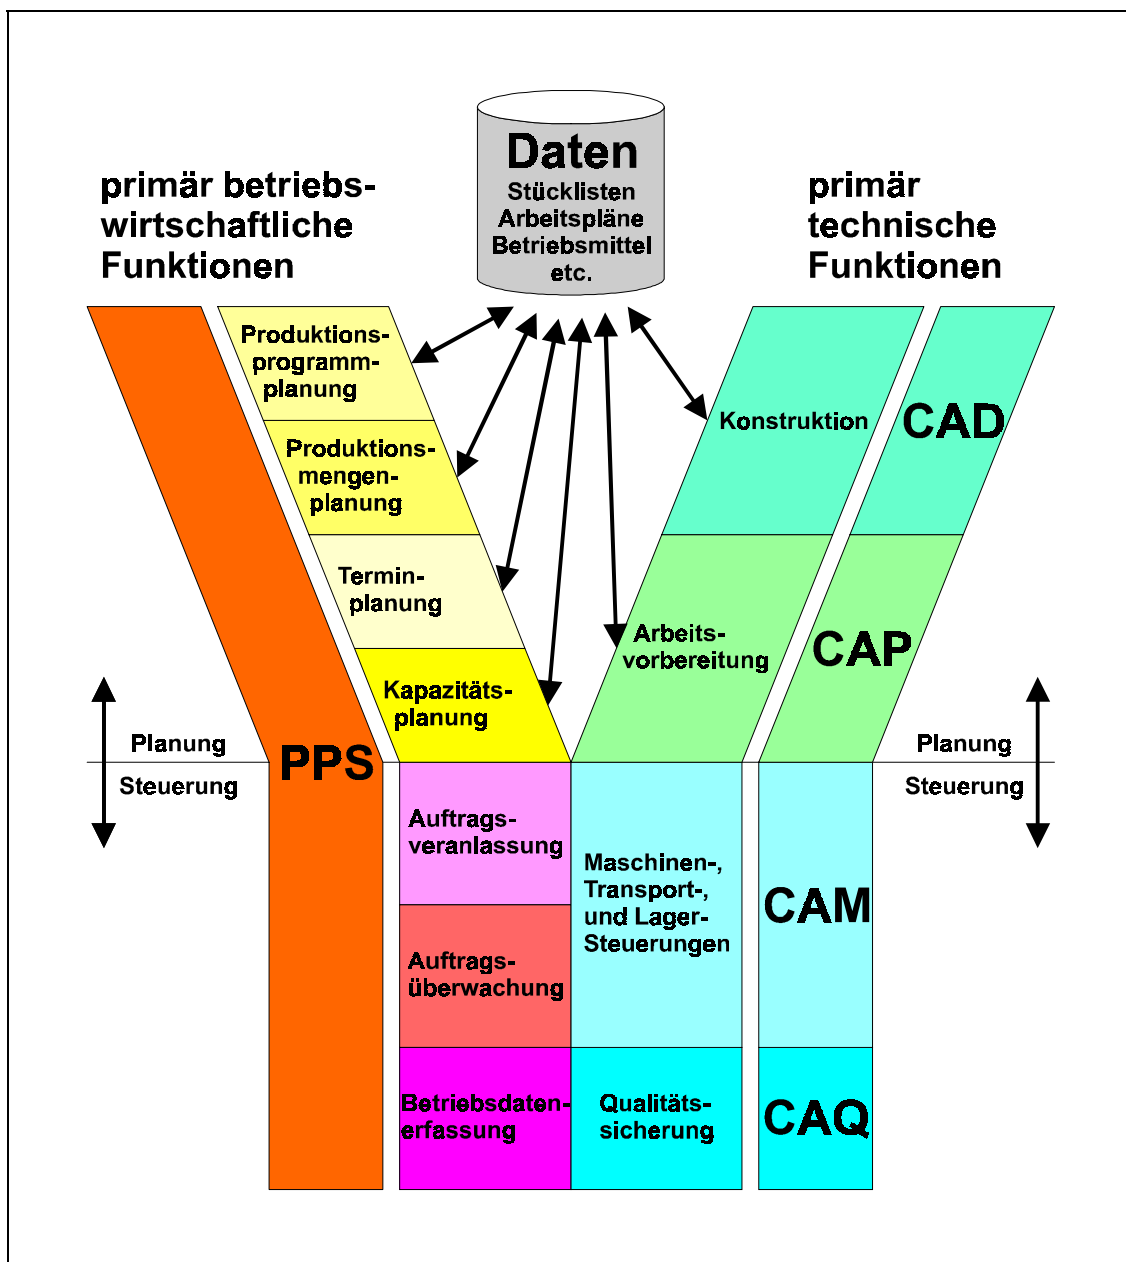 Daten
Stücklisten
Arbeitspläne
Betriebsmittel
etc.
primär betriebs-
wirtschaftliche
Funktionen
primär
technische
Funktionen
Produktions-
programm-
planung
Produktions-
mengen-
planung
Termin-
planung
Kapazitäts-
planung
Konstruktion
CAD
Arbeits-
vorbereitung
CAP
Planung
Steuerung
PPS
Planung
Steuerung
Auftrags-
veranlassung
Auftrags-
überwachung
Betriebsdaten-
erfassung
Maschinen-,
Transport-,
und Lager-
Steuerungen
CAM
Qualitäts-
sicherung
CAQ